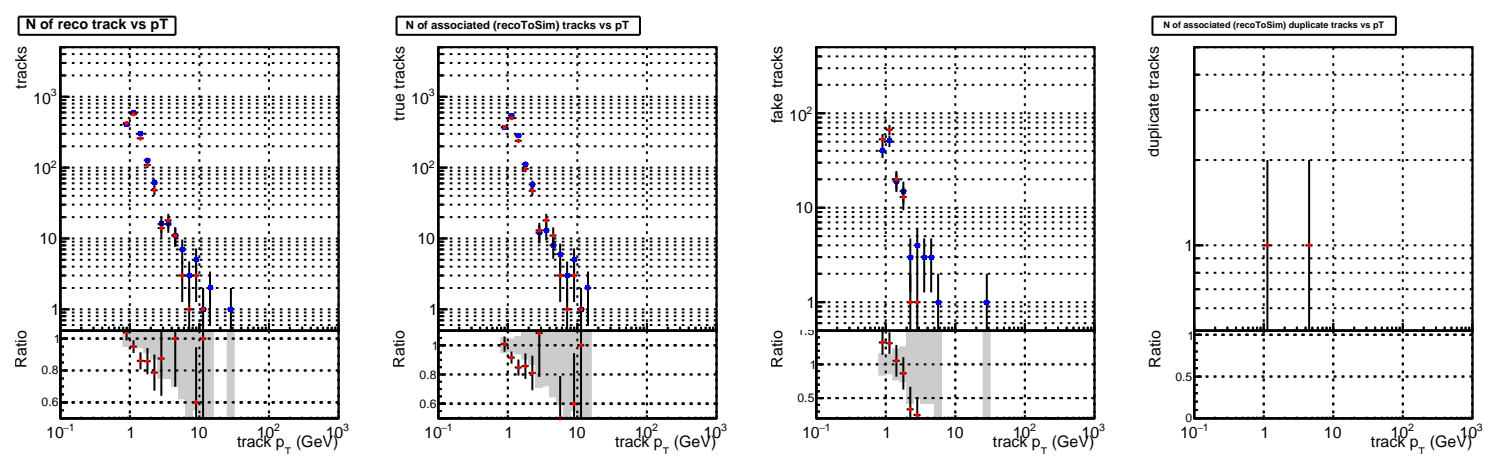 N of reco track vs pT
tracks
10³
10²
10
1
Ratio
1
0.8
0.6
10⁻¹ 1 10 10² 10³
track p_T (GeV)
N of associated (recoToSim) tracks vs pT
true tracks
10³
10²
10
1
Ratio
1
0.8
0.6
10⁻¹ 1 10 10² 10³
track p_T (GeV)
fake tracks
10²
10
1
Ratio
1.5
1
0.5
10⁻¹ 1 10 10² 10³
track p_T (GeV)
N of associated (recoToSim) duplicate tracks vs pT
duplicate tracks
1
Ratio
1
0.5
0
10⁻¹ 1 10 10² 10³
track p_T (GeV)